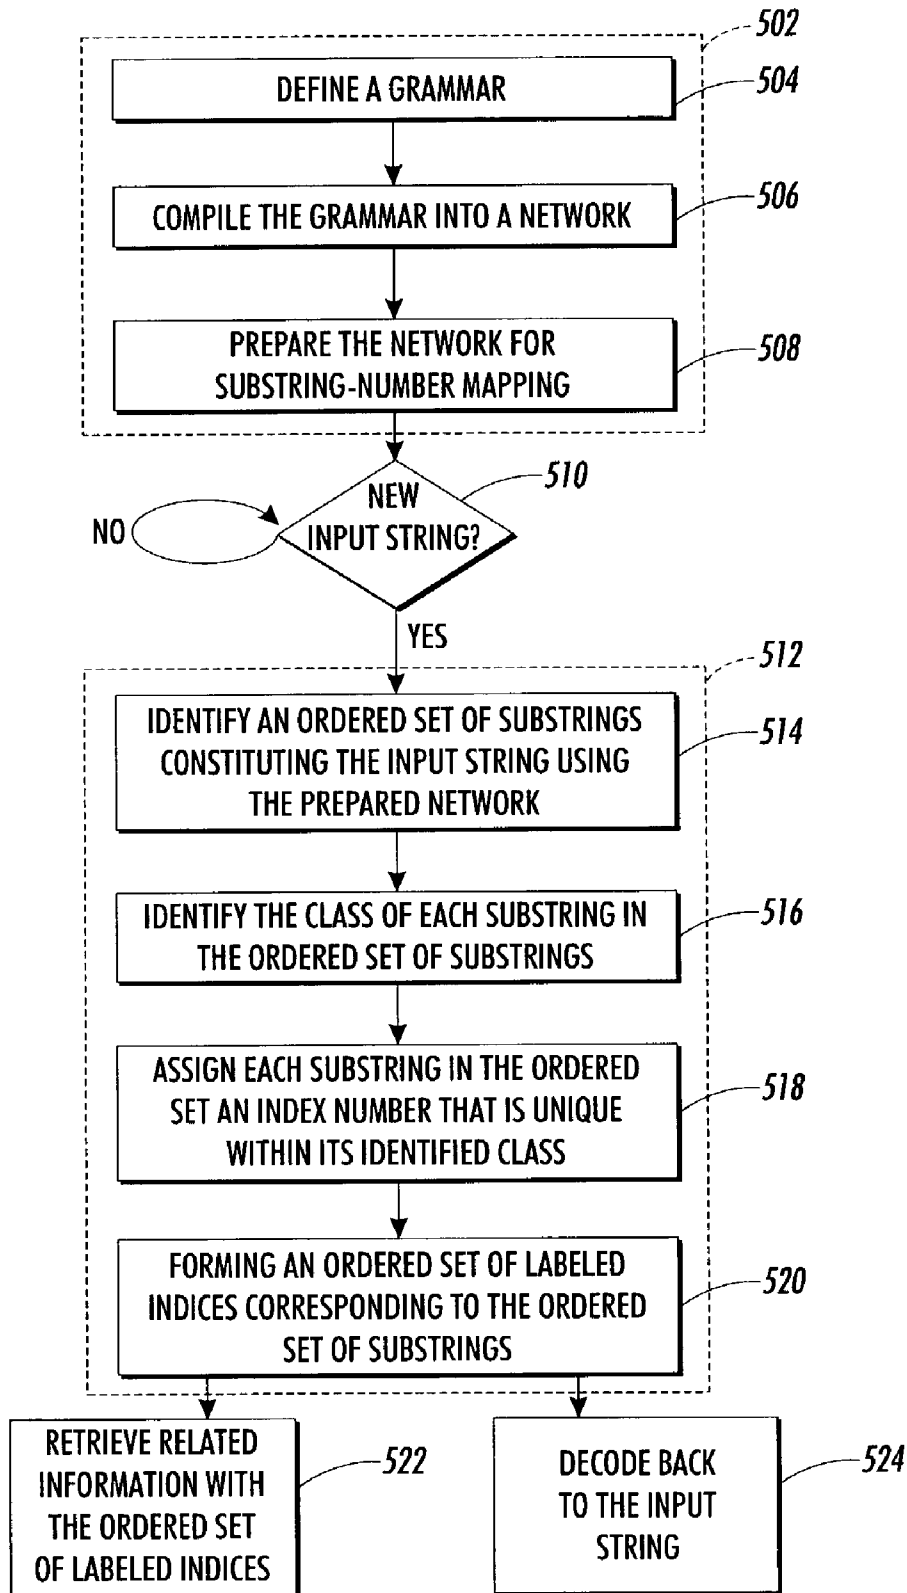 502
DEFINE A GRAMMAR
504
COMPILE THE GRAMMAR INTO A NETWORK
506
PREPARE THE NETWORK FOR
SUBSTRING-NUMBER MAPPING
508
NEW
INPUT STRING?
510
NO
YES
512
IDENTIFY AN ORDERED SET OF SUBSTRINGS
CONSTITUTING THE INPUT STRING USING
THE PREPARED NETWORK
514
IDENTIFY THE CLASS OF EACH SUBSTRING IN
THE ORDERED SET OF SUBSTRINGS
516
ASSIGN EACH SUBSTRING IN THE ORDERED
SET AN INDEX NUMBER THAT IS UNIQUE
WITHIN ITS IDENTIFIED CLASS
518
FORMING AN ORDERED SET OF LABELED
INDICES CORRESPONDING TO THE ORDERED
SET OF SUBSTRINGS
520
RETRIEVE RELATED
INFORMATION WITH
THE ORDERED SET
OF LABELED INDICES
522
DECODE BACK
TO THE INPUT
STRING
524